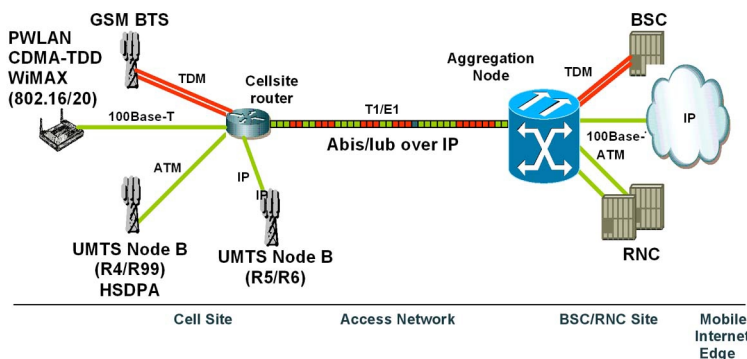 GSM BTS
PWLAN
CDMA-TDD
WiMAX
(802.16/20)
TDM
Cellsite
router
100Base-T
ATM
IP
IP
UMTS Node B
(R4/R99)
HSDPA
UMTS Node B
(R5/R6)
T1/E1
Abis/Iub over IP
Aggregation
Node
BSC
TDM
IP
100Base-
ATM
RNC
Cell Site
Access Network
BSC/RNC Site
Mobile
Internet
Edge